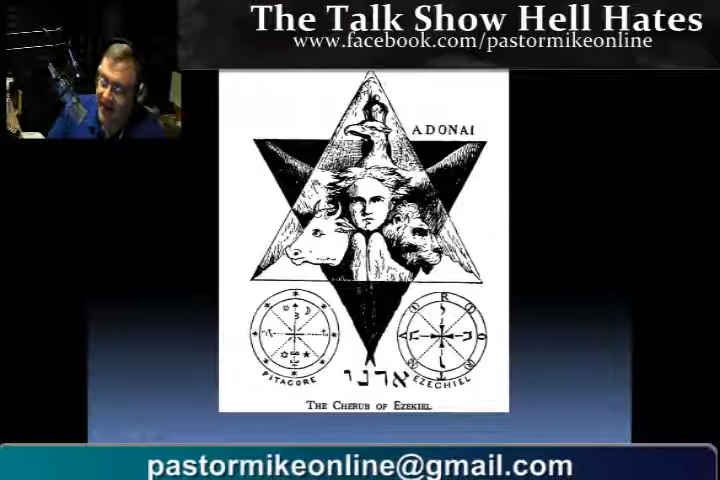 The Talk Show Hell Hates
www.facebook.com/pastormikeonline
ADONAI
PITAGORE
EZECHIEL
אדני
THE CHERUB OF EZEKIEL
pastormikeonline@gmail.com